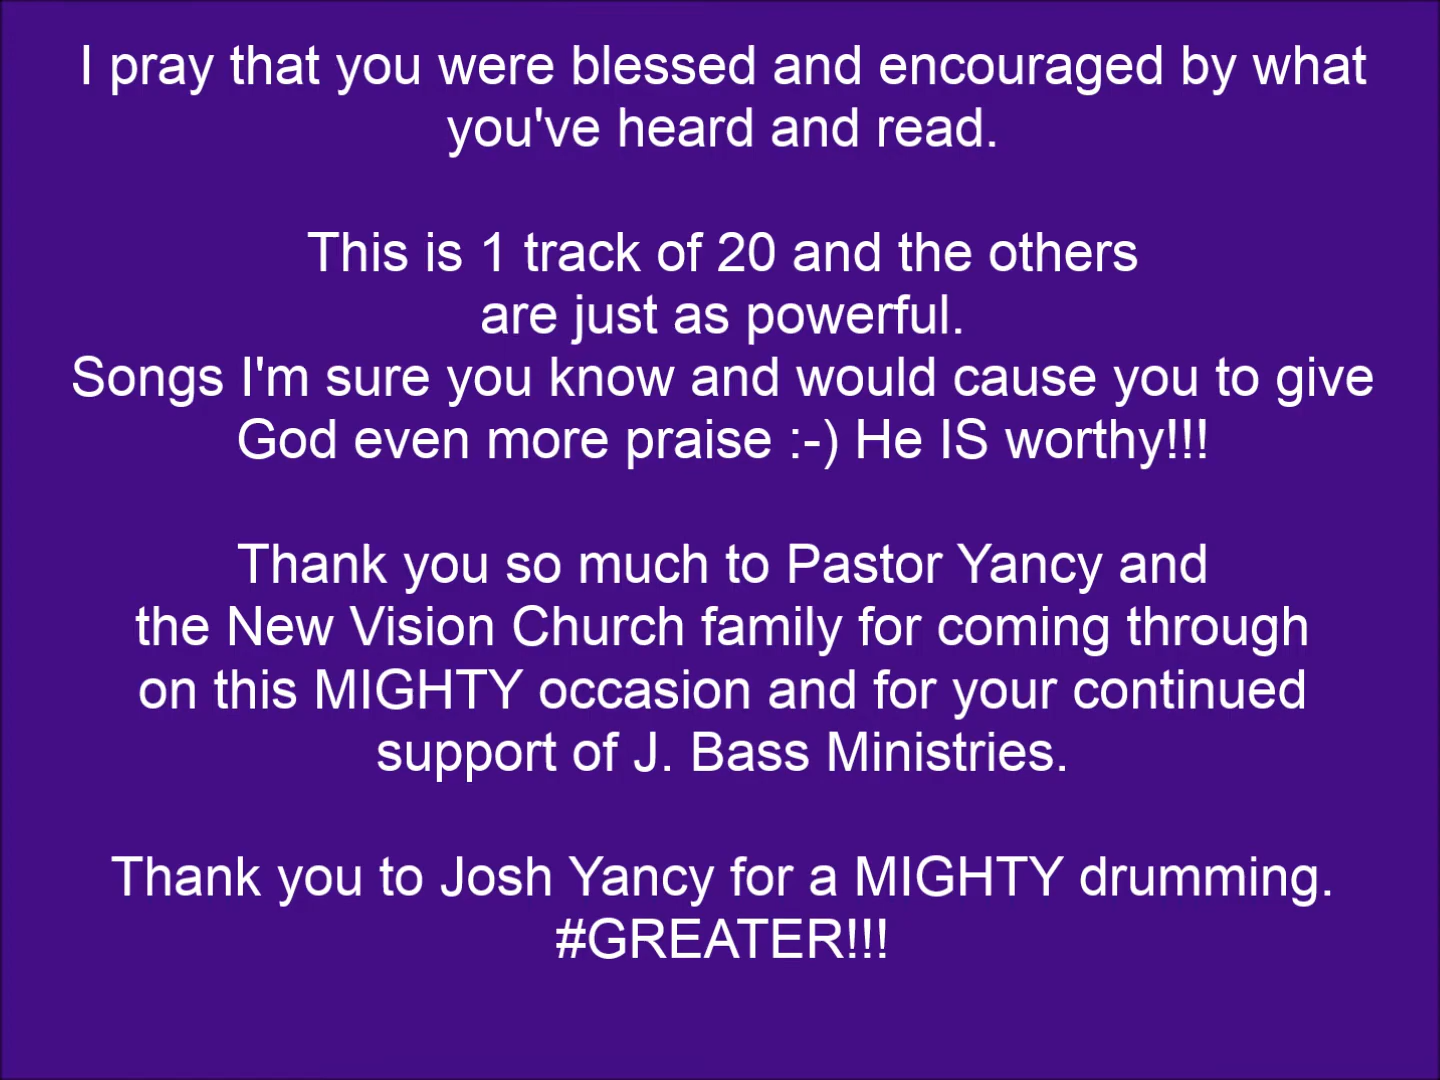 I pray that you were blessed and encouraged by what
you've heard and read.
This is 1 track of 20 and the others
are just as powerful.
Songs I'm sure you know and would cause you to give
God even more praise :-) He IS worthy!!!
Thank you so much to Pastor Yancy and
the New Vision Church family for coming through
on this MIGHTY occasion and for your continued
support of J. Bass Ministries.
Thank you to Josh Yancy for a MIGHTY drumming.
#GREATER!!!